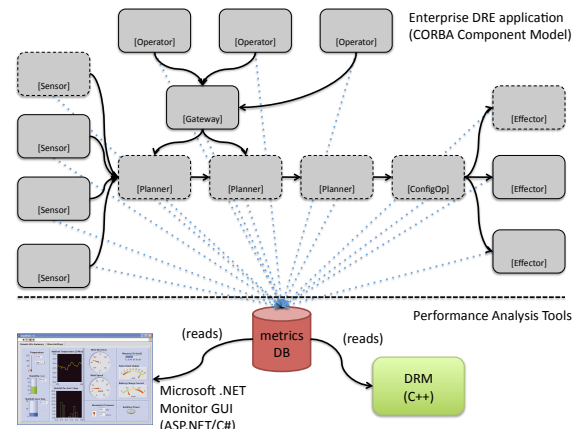 Enterprise DRE application
(CORBA Component Model)
[Operator]
[Operator]
[Operator]
[Sensor]
[Gateway]
[Effector]
[Sensor]
[Planner]
[Planner]
[Planner]
[ConfigOp]
[Effector]
[Sensor]
[Sensor]
[Effector]
Performance Analysis Tools
(reads)
metrics
DB
(reads)
Microsoft .NET
Monitor GUI
(ASP.NET/C#)
DRM
(C++)